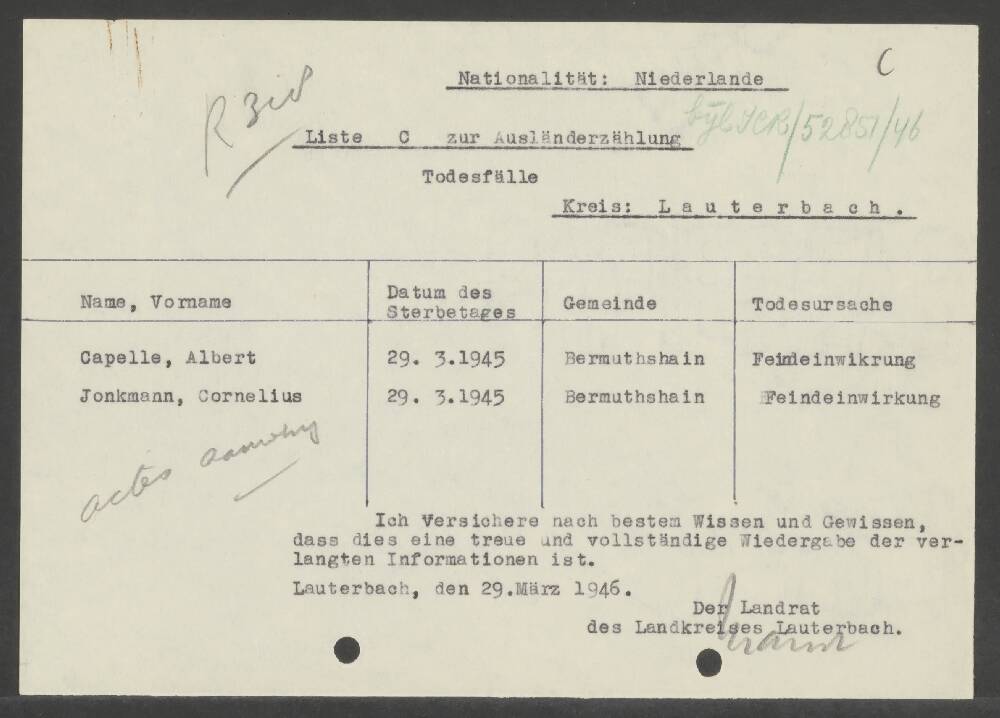 C
Nationalität: Niederlande
Liste C zur Ausländerzählung
/52851/46
Todesfälle
Kreis: Lauterbach.
Name, Vorname Datum des Sterbetages Gemeinde Todesursache
Capelle, Albert 29. 3.1945 Bermuthshain Feindeinwikrung
Jonkmann, Cornelius 29. 3.1945 Bermuthshain Feindeinwirkung
actes
Ich Versichere nach bestem Wissen und Gewissen,
dass dies eine treue und vollständige Wiedergabe der ver-
langten Informationen ist.
Lauterbach, den 29.März 1946.
Der Landrat
des Landkreises Lauterbach.